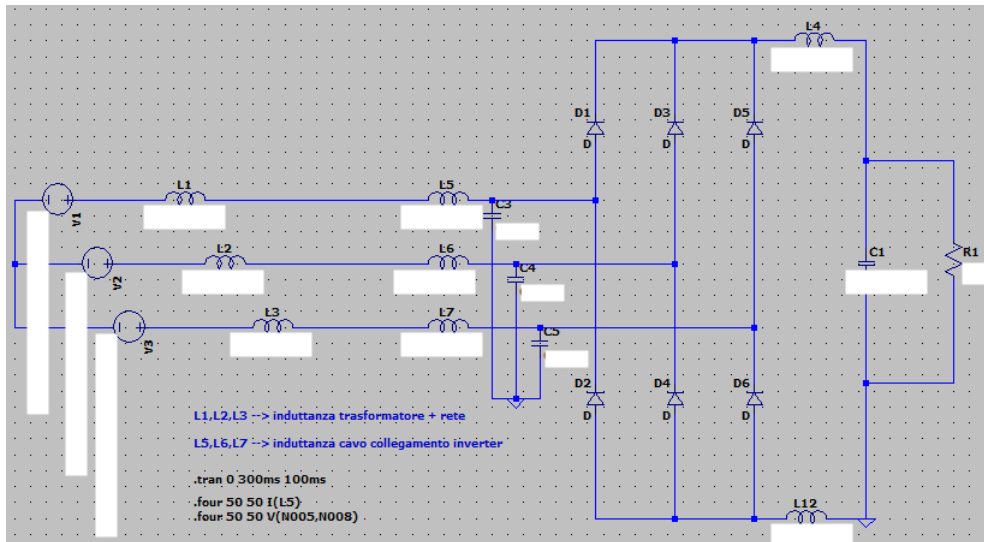 L4
D1
D3
D5
D
D
D
L1
L5
V1
C3
L2
L6
C1
R1
V2
C4
L3
L7
V3
C5
D2
D4
D6
D
D
D
L1,L2,L3 --> induttanza trasformatore + rete
L5,L6,L7 --> induttanza cavo collegamento inverter
.tran 0 300ms 100ms
.four 50 50 I(L5)
.four 50 50 V(N005,N008)
L12